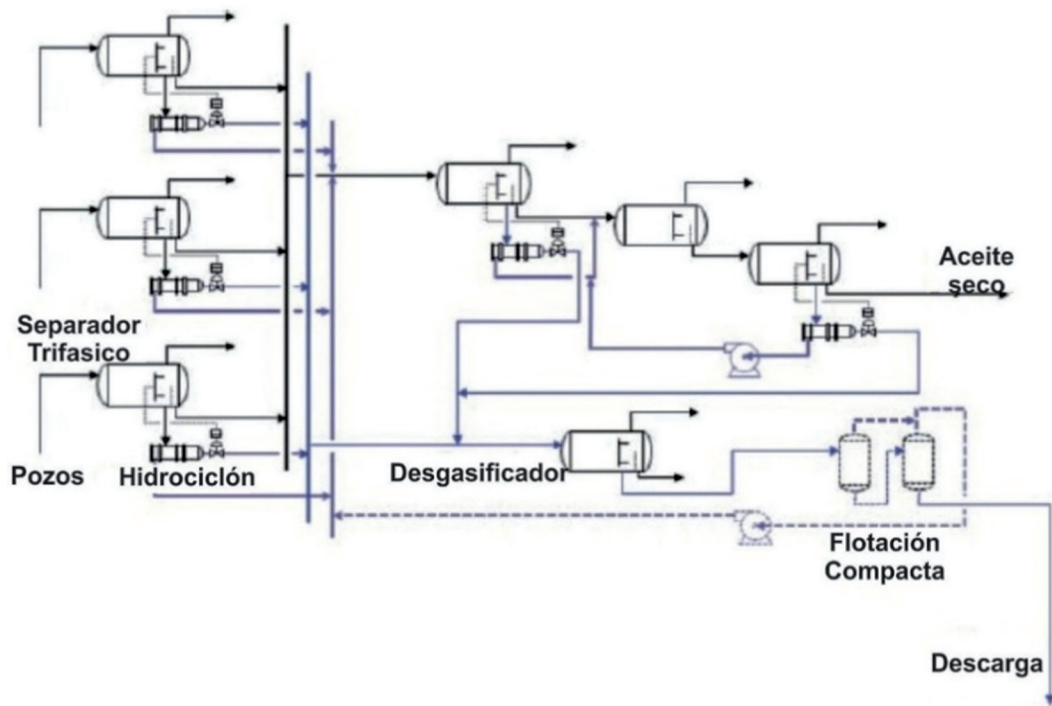 Aceite
seco
Separador
Trifasico
Pozos
Hidrociclón
Desgasificador
Flotación
Compacta
Descarga